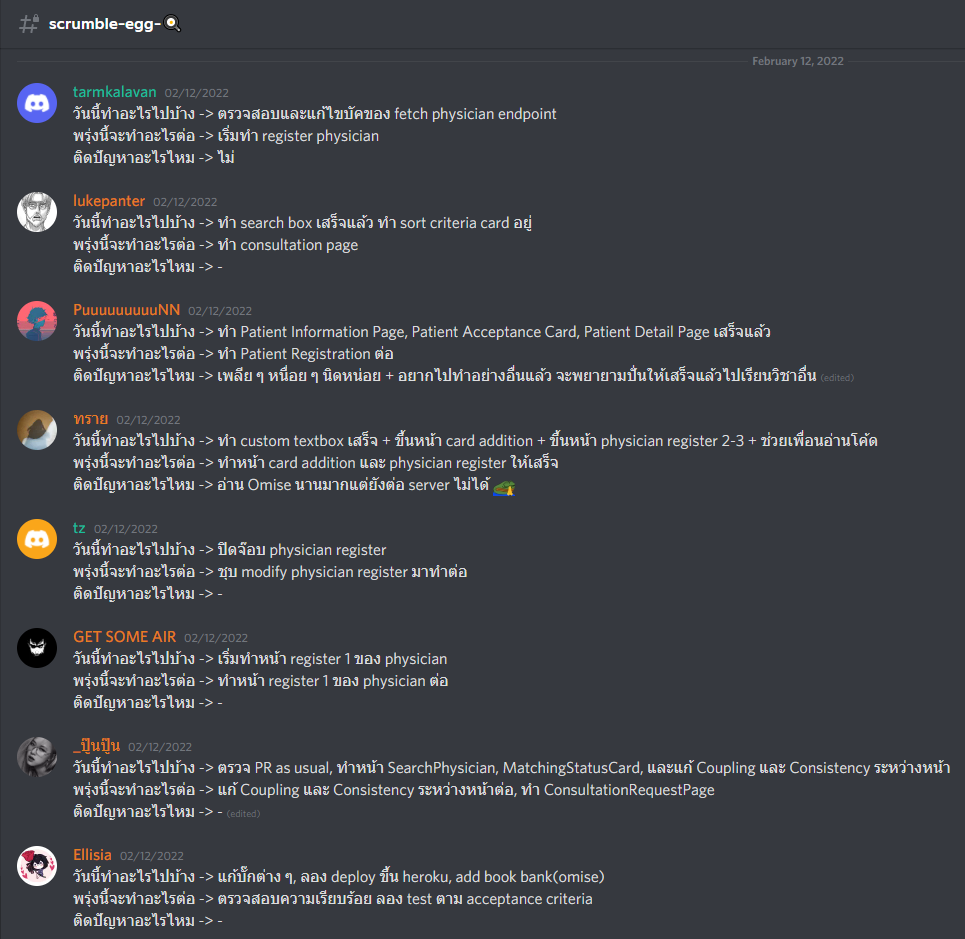 scrumble-egg-🍳
February 12, 2022
tarmkalavan 02/12/2022
วันนี้ทำอะไรไปบ้าง -> ตรวจสอบและแก้ไขบัคของ fetch physician endpoint
พรุ่งนี้จะทำอะไรต่อ -> เริ่มทำ register physician
ติดปัญหาอะไรไหม -> ไม่
lukepanter 02/12/2022
วันนี้ทำอะไรไปบ้าง -> ทำ search box เสร็จแล้ว ทำ sort criteria card อยู่
พรุ่งนี้จะทำอะไรต่อ -> ทำ consultation page
ติดปัญหาอะไรไหม -> -
PuuuuuuuuuNN 02/12/2022
วันนี้ทำอะไรไปบ้าง -> ทำ Patient Information Page, Patient Acceptance Card, Patient Detail Page เสร็จแล้ว
พรุ่งนี้จะทำอะไรต่อ -> ทำ Patient Registration ต่อ
ติดปัญหาอะไรไหม -> เพลีย ๆ หนื่อย ๆ นิดหน่อย + อยากไปทำอย่างอื่นแล้ว จะพยายามปั่นให้เสร็จแล้วไปเรียนวิชาอื่น (edited)
ทราย 02/12/2022
วันนี้ทำอะไรไปบ้าง -> ทำ custom textbox เสร็จ + ขึ้นหน้า card addition + ขึ้นหน้า physician register 2-3 + ช่วยเพื่อนอ่านโค้ด
พรุ่งนี้จะทำอะไรต่อ -> ทำหน้า card addition และ physician register ให้เสร็จ
ติดปัญหาอะไรไหม -> อ่าน Omise นานมากแต่ยังต่อ server ไม่ได้
tz 02/12/2022
วันนี้ทำอะไรไปบ้าง -> ปิดจ๊อบ physician register
พรุ่งนี้จะทำอะไรต่อ -> ชุบ modify physician register มาทำต่อ
ติดปัญหาอะไรไหม -> -
GET SOME AIR 02/12/2022
วันนี้ทำอะไรไปบ้าง -> เริ่มทำหน้า register 1 ของ physician
พรุ่งนี้จะทำอะไรต่อ -> ทำหน้า register 1 ของ physician ต่อ
ติดปัญหาอะไรไหม -> -
_ปูึนปูึน 02/12/2022
วันนี้ทำอะไรไปบ้าง -> ตรวจ PR as usual, ทำหน้า SearchPhysician, MatchingStatusCard, และแก้ Coupling และ Consistency ระหว่างหน้า
พรุ่งนี้จะทำอะไรต่อ -> แก้ Coupling และ Consistency ระหว่างหน้าต่อ, ทำ ConsultationRequestPage
ติดปัญหาอะไรไหม -> - (edited)
Ellisia 02/12/2022
วันนี้ทำอะไรไปบ้าง -> แก้บั๊กต่าง ๆ, ลอง deploy ขึ้น heroku, add book bank(omise)
พรุ่งนี้จะทำอะไรต่อ -> ตรวจสอบความเรียบร้อย ลอง test ตาม acceptance criteria
ติดปัญหาอะไรไหม -> -